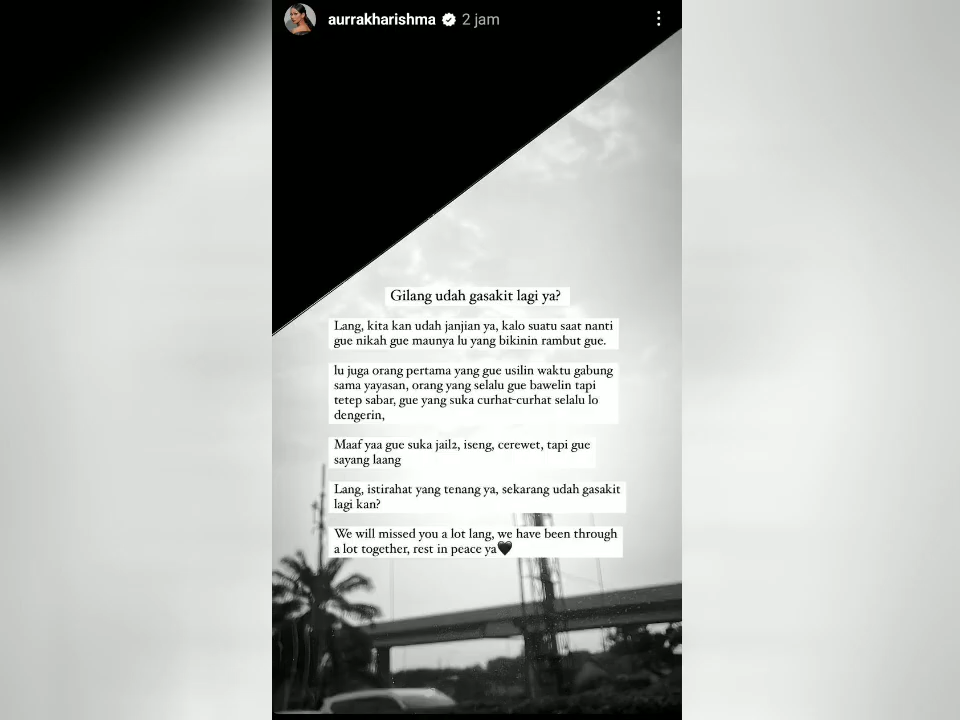 aurrakharishma 2 jam
Gilang udah gasakit lagi ya?
Lang, kita kan udah janjian ya, kalo suatu saat nanti
gue nikah gue maunya lu yang bikinin rambut gue.
lu juga orang pertama yang gue usilin waktu gabung
sama yayasan, orang yang selalu gue bawelin tapi
tetep sabar, gue yang suka curhat-curhat selalu lo
dengerin,
Maaf yaa gue suka jail2, iseng, cerewet, tapi gue
sayang laang
Lang, istirahat yang tenang ya, sekarang udah gasakit
lagi kan?
We will missed you a lot lang, we have been through
a lot together, rest in peace ya🖤